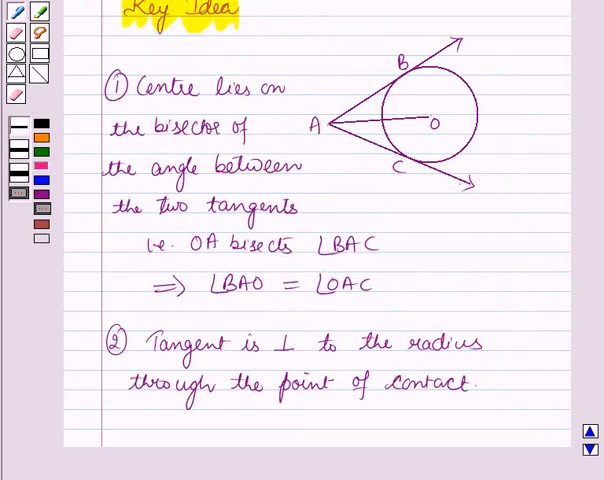 Key Idea
① Centre lies on
the bisector of
the angle between
the two tangents
i.e. OA bisects ∠BAC
⇒ ∠BAO = ∠OAC
② Tangent is ⊥ to the radius
through the point of contact.
B
A
O
C